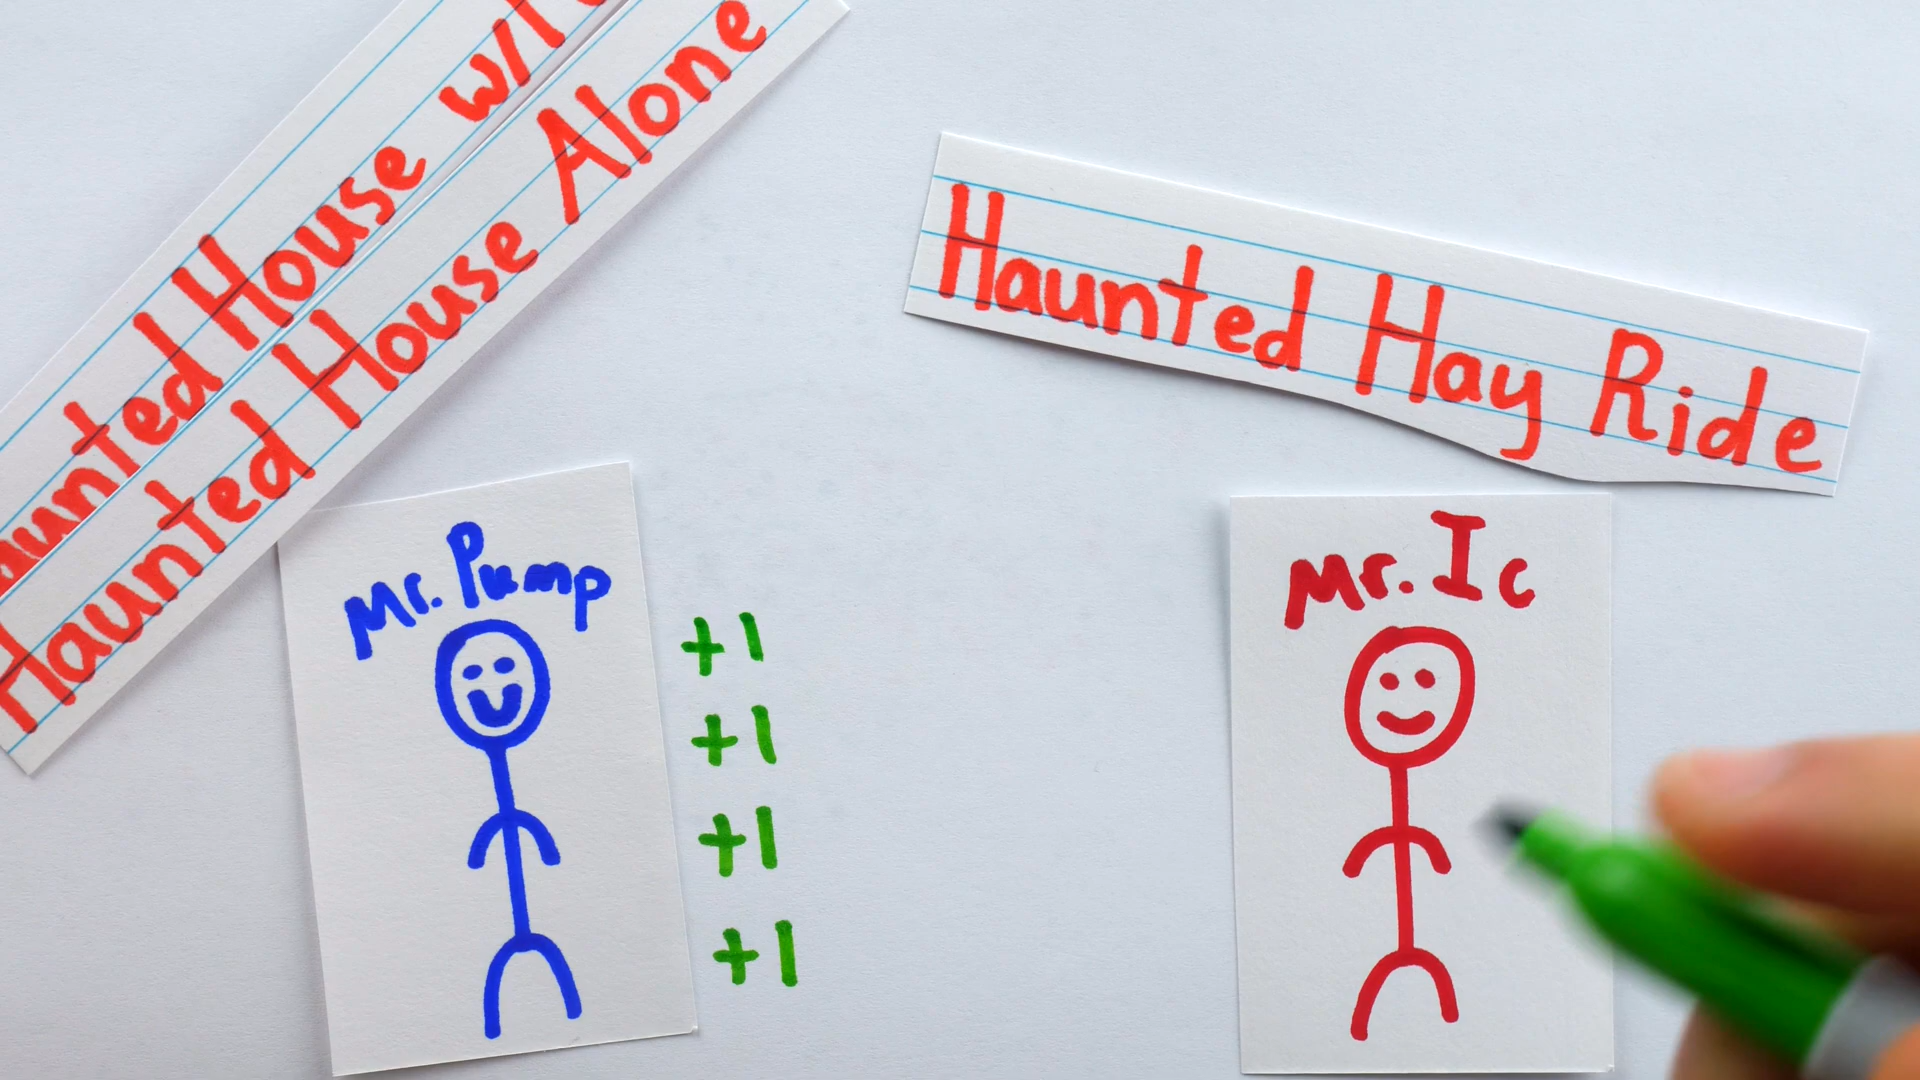 Haunted House w/
Haunted House Alone
Haunted Hay Ride
Mr. Pump
+1
+1
+1
+1
Mr. Ic